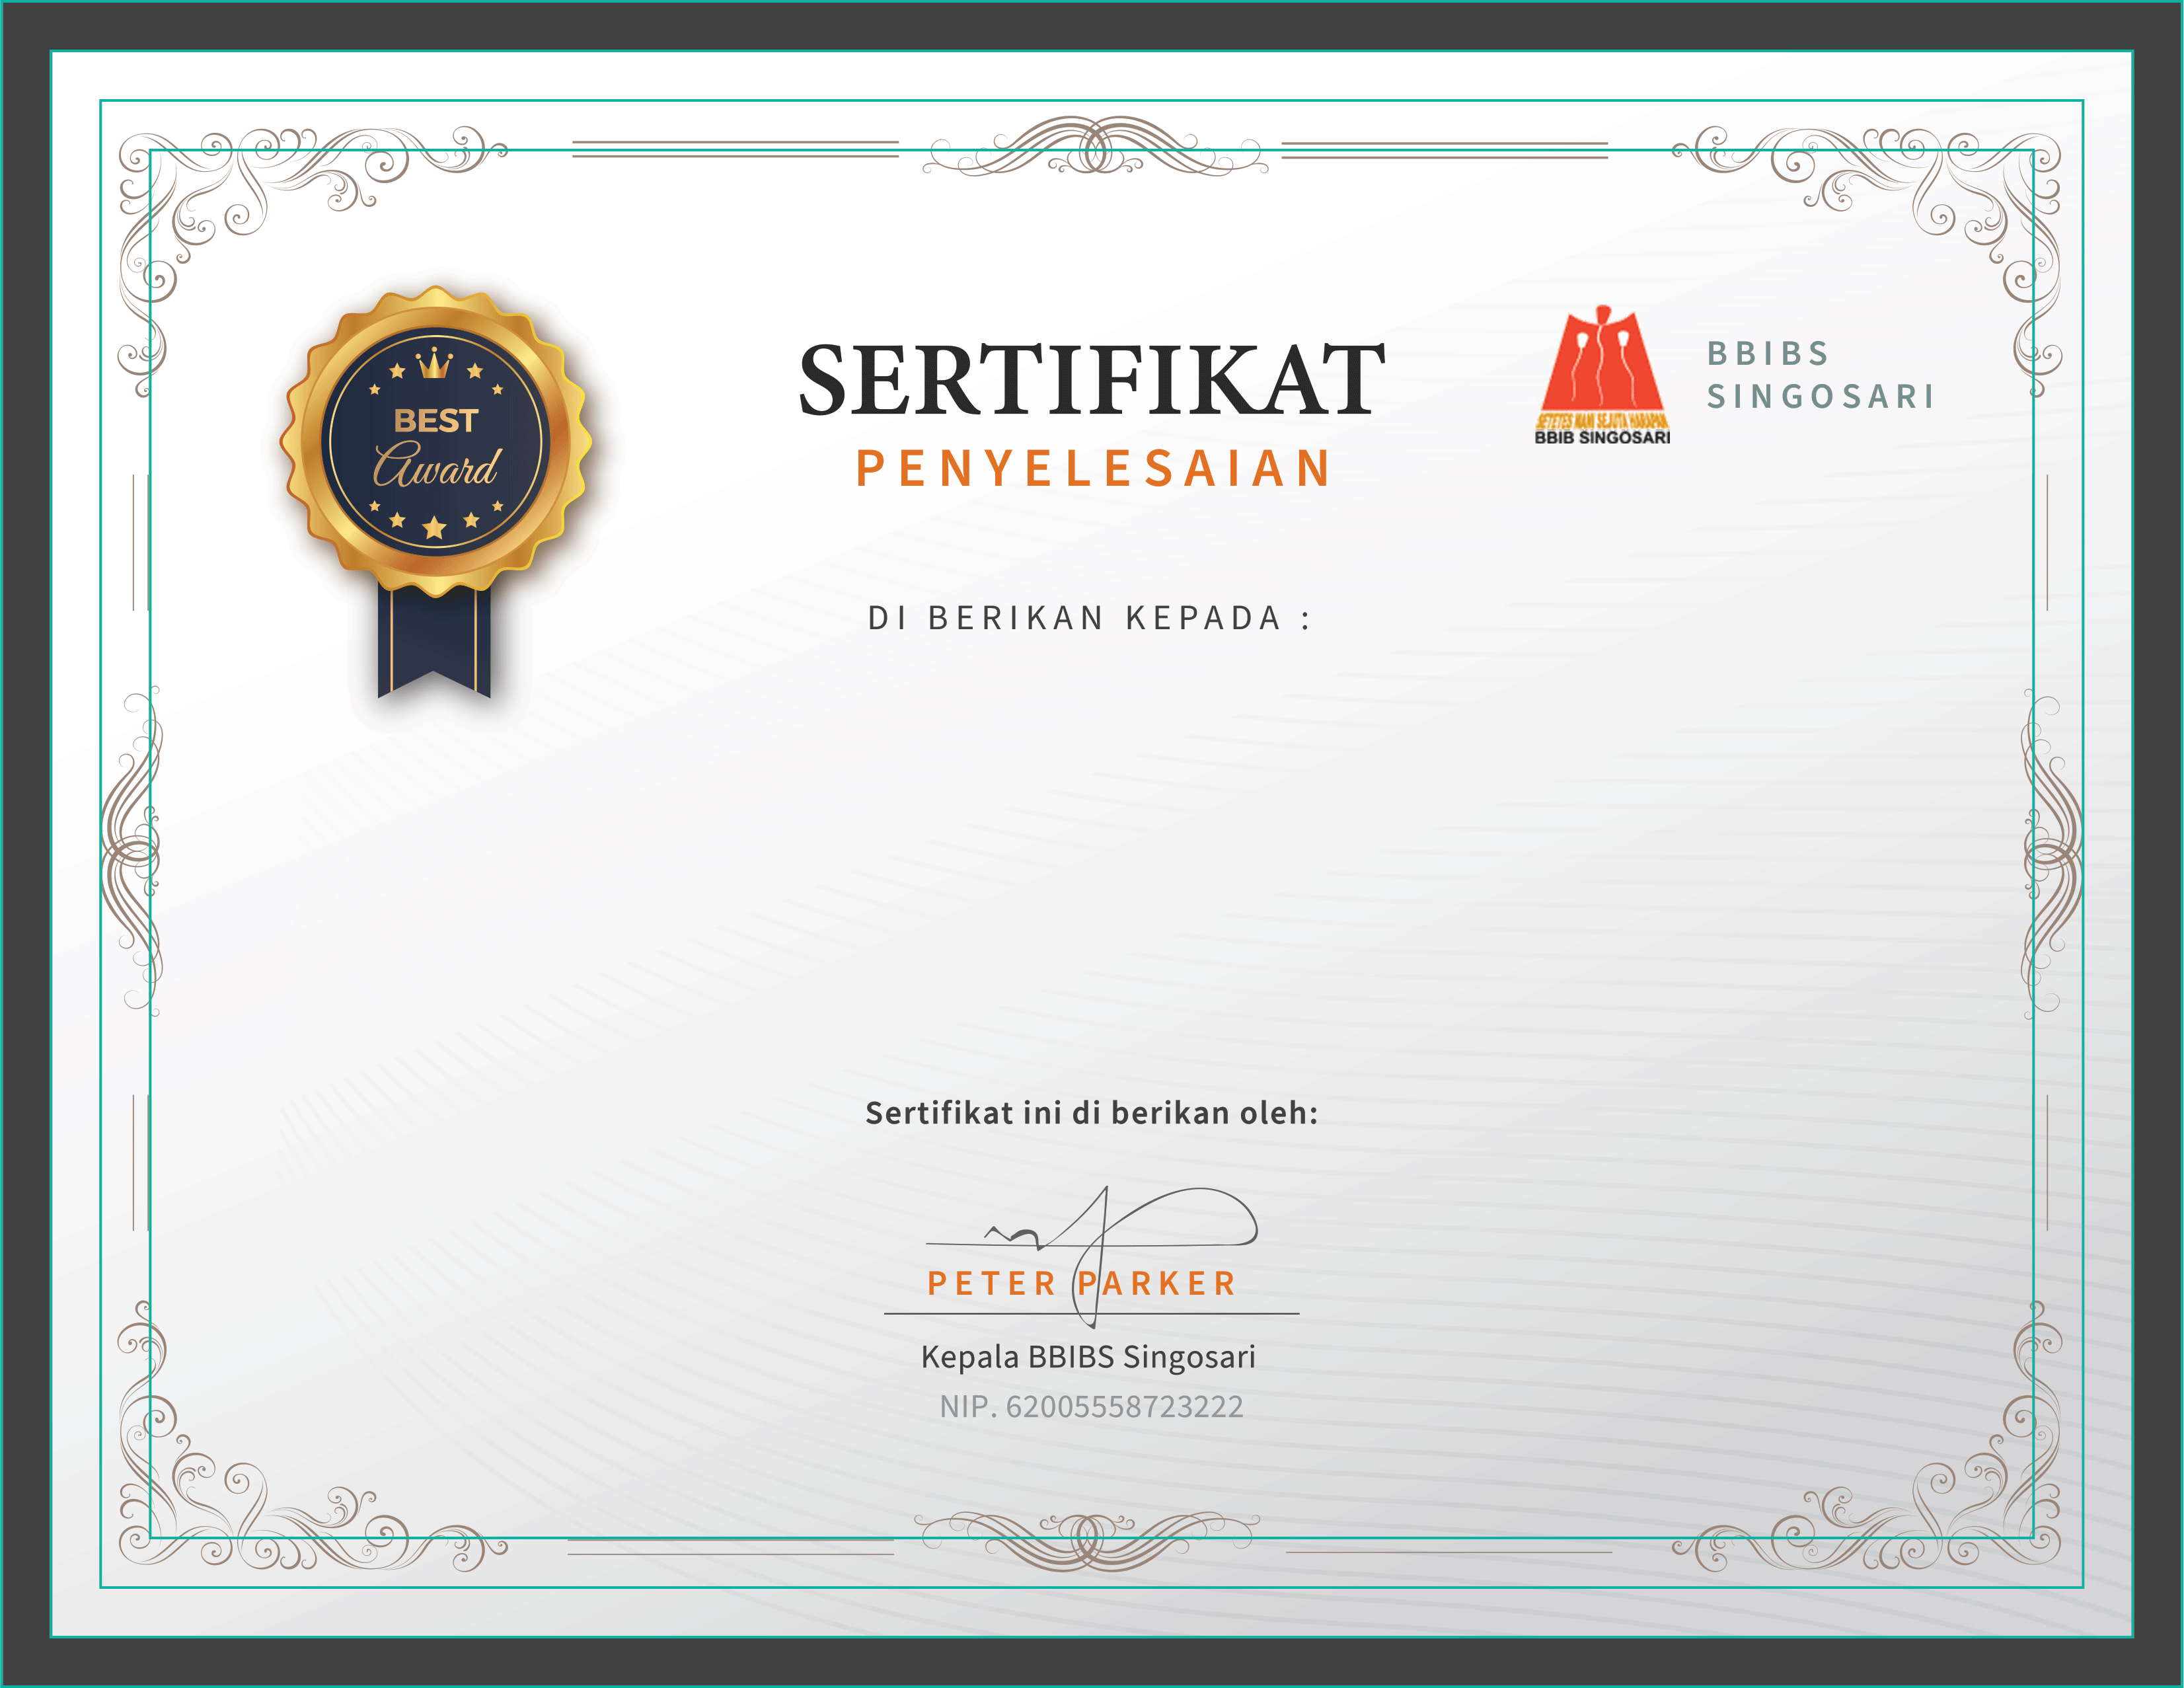 BEST
Award
SERTIFIKAT
PENYELESAIAN
SETETES MANI SEJUTA HARAPAN
BBIB SINGOSARI
BBIBS
SINGOSARI
DI BERIKAN KEPADA :
Sertifikat ini di berikan oleh:
PETER PARKER
Kepala BBIBS Singosari
NIP. 62005558723222